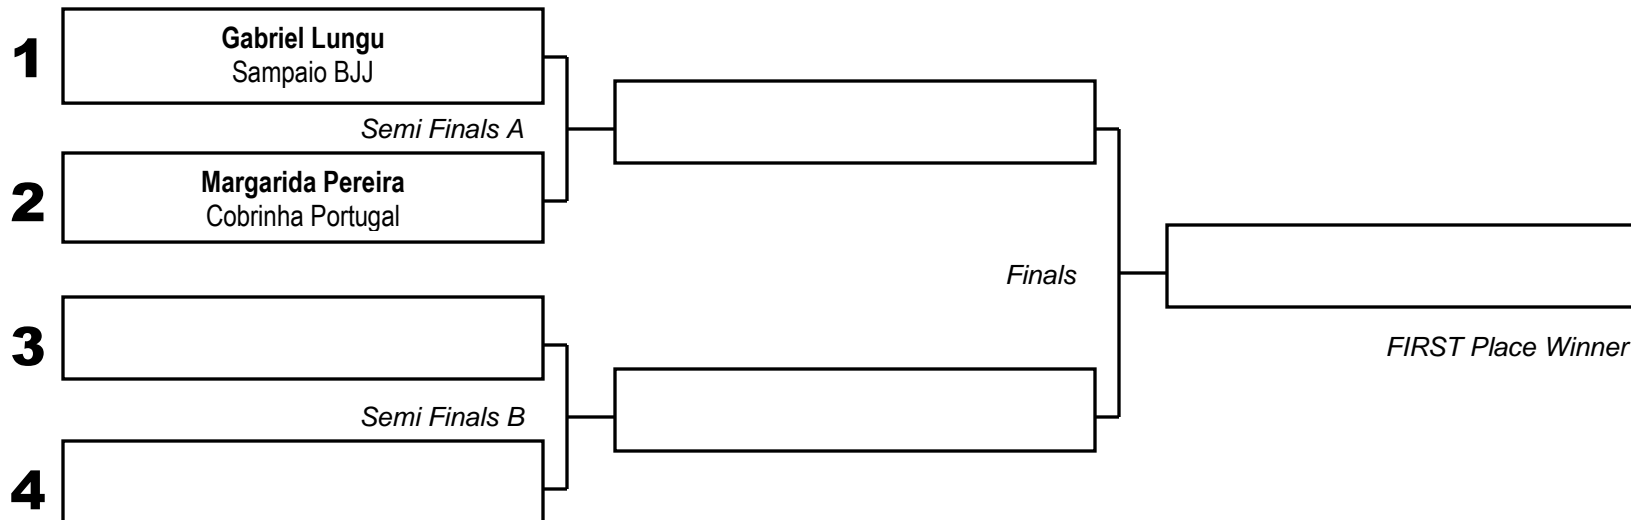 1
Gabriel Lungu
Sampaio BJJ
Semi Finals A
2
Margarida Pereira
Cobrinha Portugal
Finals
3
FIRST Place Winner
Semi Finals B
4